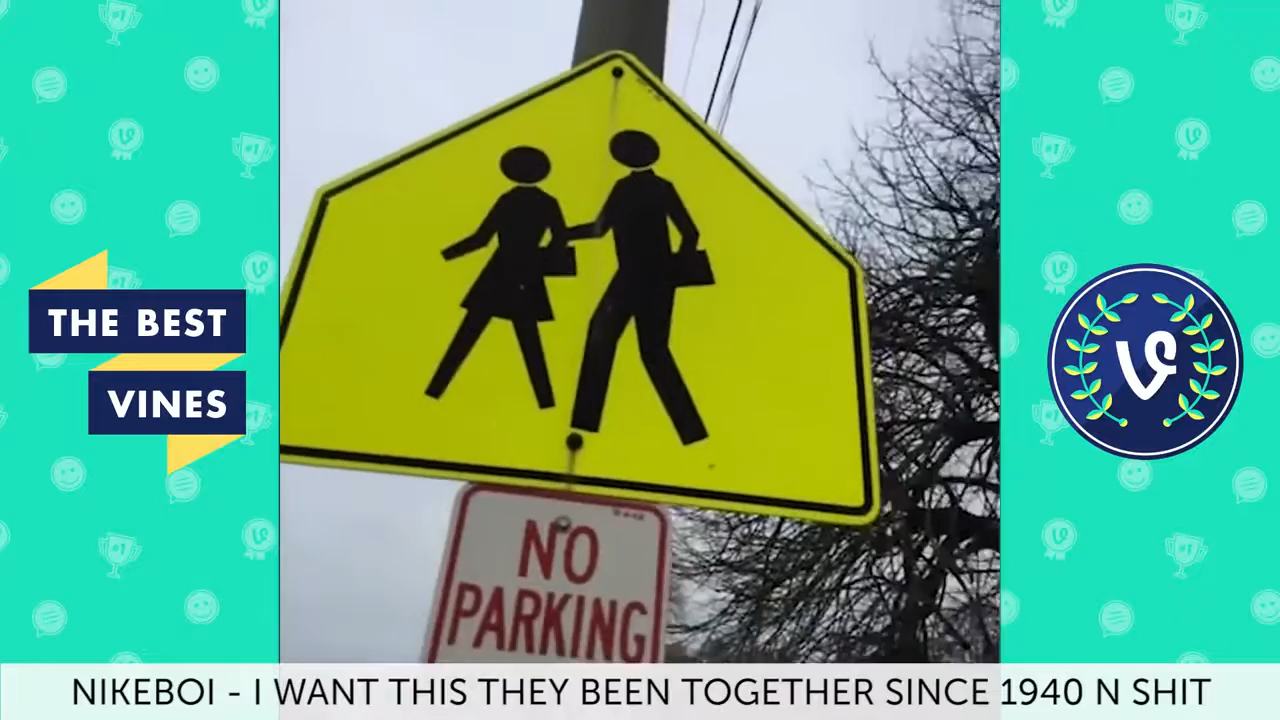 THE BEST
VINES
NO
PARKING
NIKEBOI - I WANT THIS THEY BEEN TOGETHER SINCE 1940 N SHIT